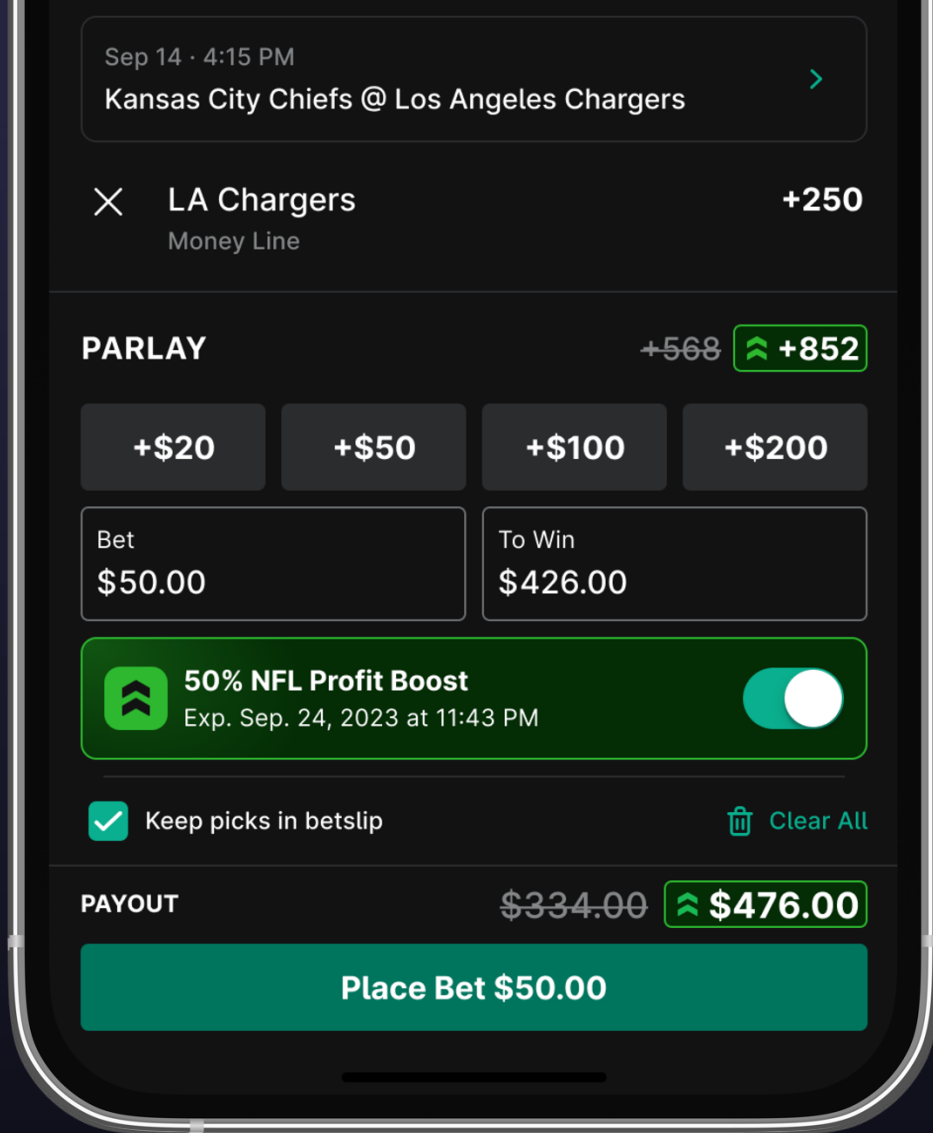 Sep 14 · 4:15 PM
Kansas City Chiefs @ Los Angeles Chargers
LA Chargers +250
Money Line
PARLAY +568 +852
+$20 +$50 +$100 +$200
Bet To Win
$50.00 $426.00
50% NFL Profit Boost
Exp. Sep. 24, 2023 at 11:43 PM
Keep picks in betslip Clear All
PAYOUT $334.00 $476.00
Place Bet $50.00